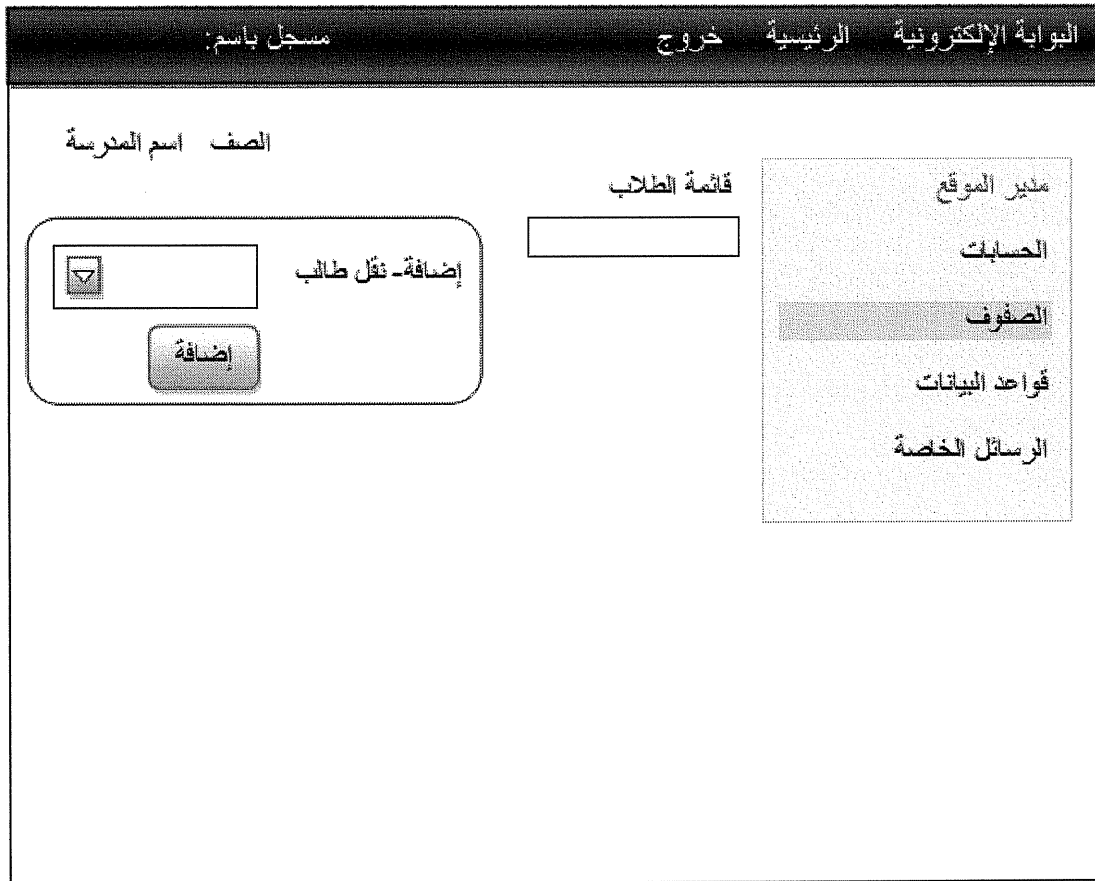 البوابة الإلكترونية الرئيسية خروج مسجل باسم:
الصف اسم المدرسة
مدير الموقع
الحسابات
الصفوف
قواعد البيانات
الرسائل الخاصة
قائمة الطلاب
إضافة- نقل طالب
إضافة